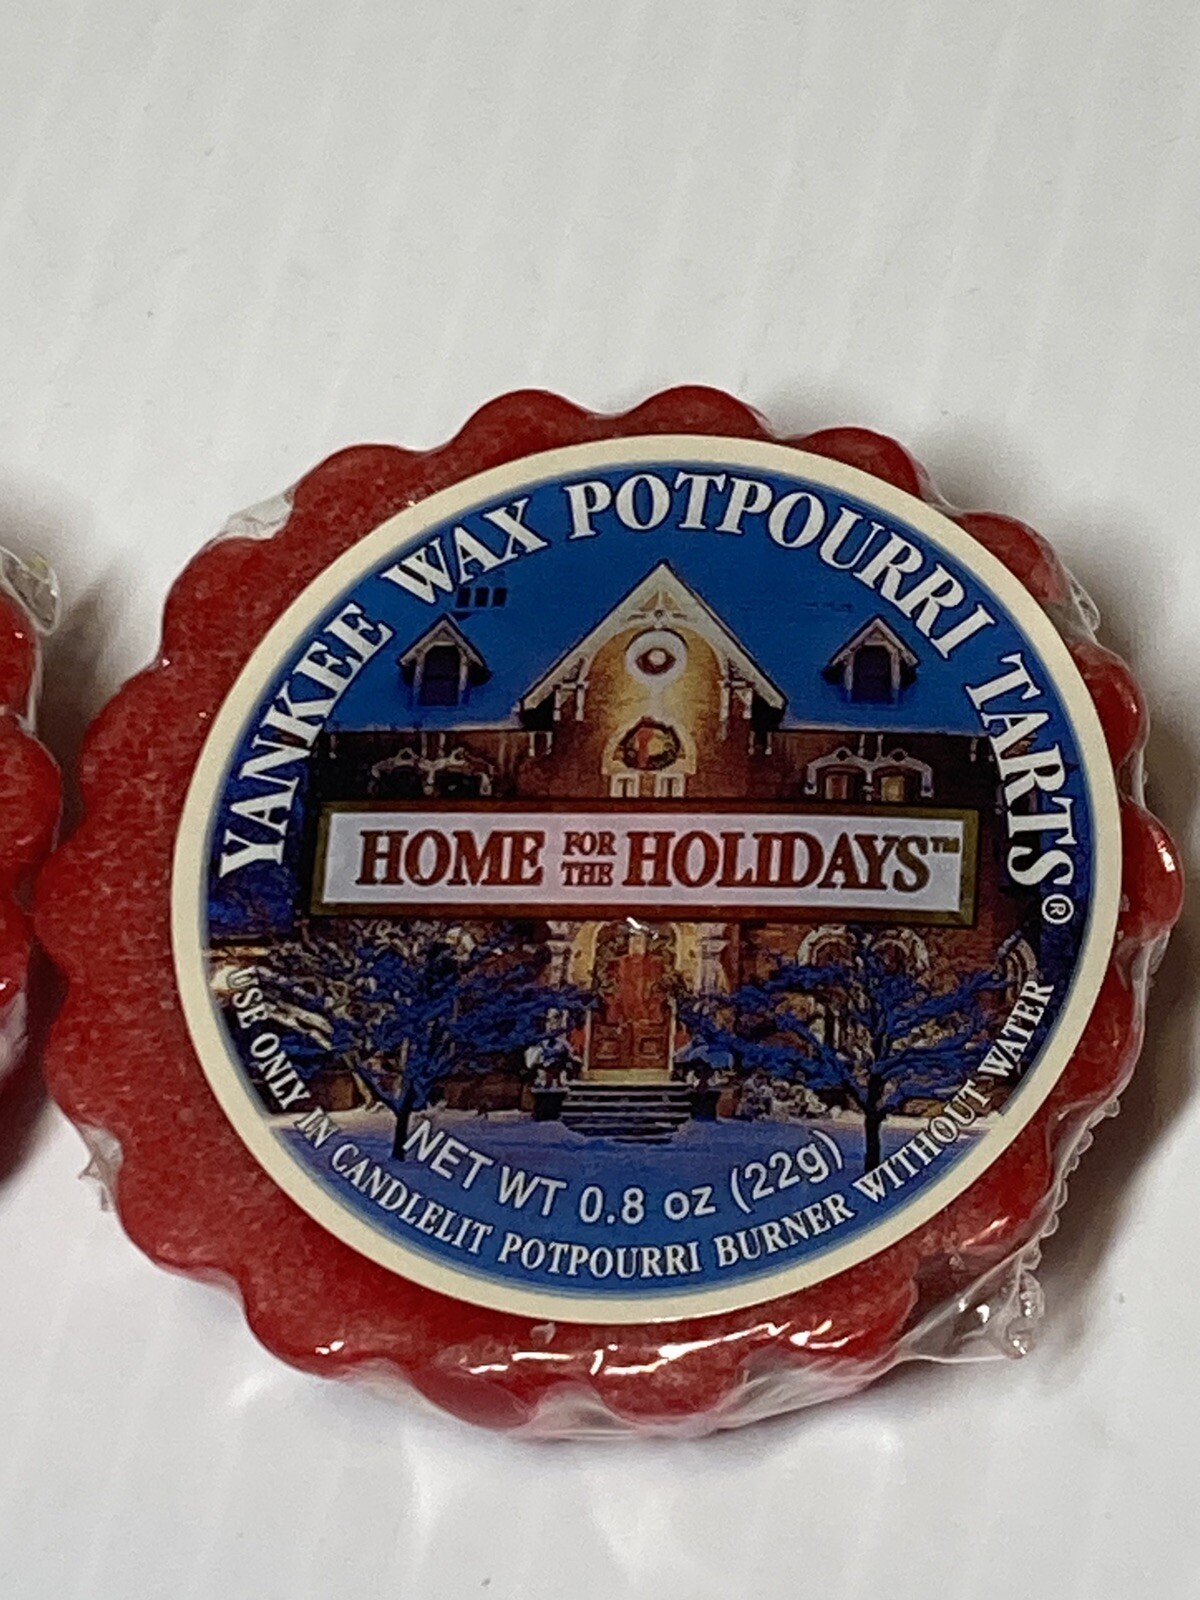 YANKEE WAX POTPOURRI TARTS®
HOME FOR THE HOLIDAYS™
NET WT 0.8 oz (22g)
USE ONLY IN CANDLELIT POTPOURRI BURNER WITHOUT WATER